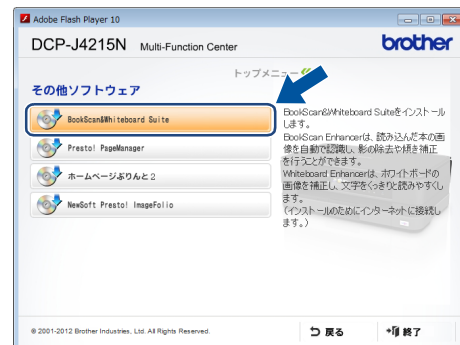 Adobe Flash Player 10
DCP-J4215N Multi-Function Center
brother
トップメニュー
その他ソフトウェア
BookScan&Whiteboard Suite
Presto! PageManager
ホームページぷりんと2
NewSoft Presto! ImageFolio
BookScan&Whiteboard Suiteをインストール
します。
BookScan Enhancerは、読み込んだ本の画
像を自動で認識し、影の除去や傾き補正
を行うことができます。
Whiteboard Enhancerは、ホワイトボードの
画像を補正し、文字をくっきりと読みやすくし
ます。
(インストールのためにインターネットに接続し
ます。)
© 2001-2012 Brother Industries, Ltd. All Rights Reserved.
戻る
終了